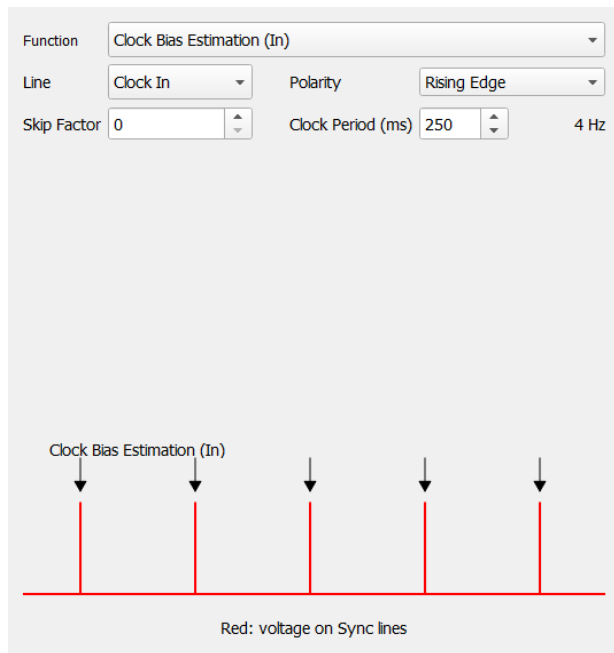 Function Clock Bias Estimation (In)
Line Clock In Polarity Rising Edge
Skip Factor 0 Clock Period (ms) 250 4 Hz
Clock Bias Estimation (In)
Red: voltage on Sync lines